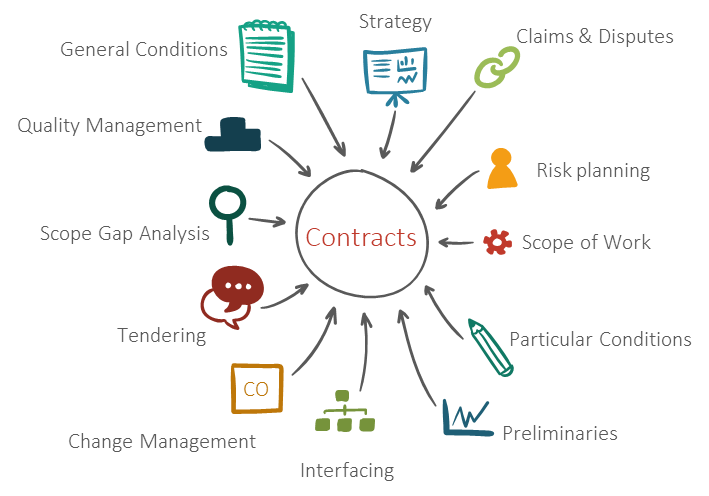 Strategy
Claims & Disputes
General Conditions
Quality Management
Risk planning
Scope Gap Analysis
Contracts
Scope of Work
Tendering
Particular Conditions
CO
Change Management
Preliminaries
Interfacing